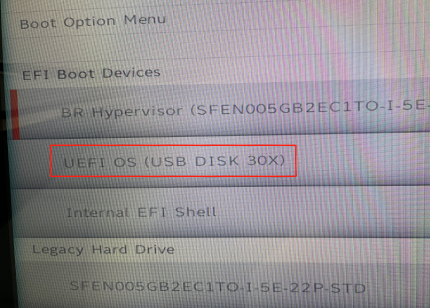 Boot Option Menu
EFI Boot Devices
BR Hypervisor (SFEN005GB2EC1TO-I-5E-
UEFI OS (USB DISK 30X)
Internal EFI Shell
Legacy Hard Drive
SFEN005GB2EC1TO-I-5E-22P-STD